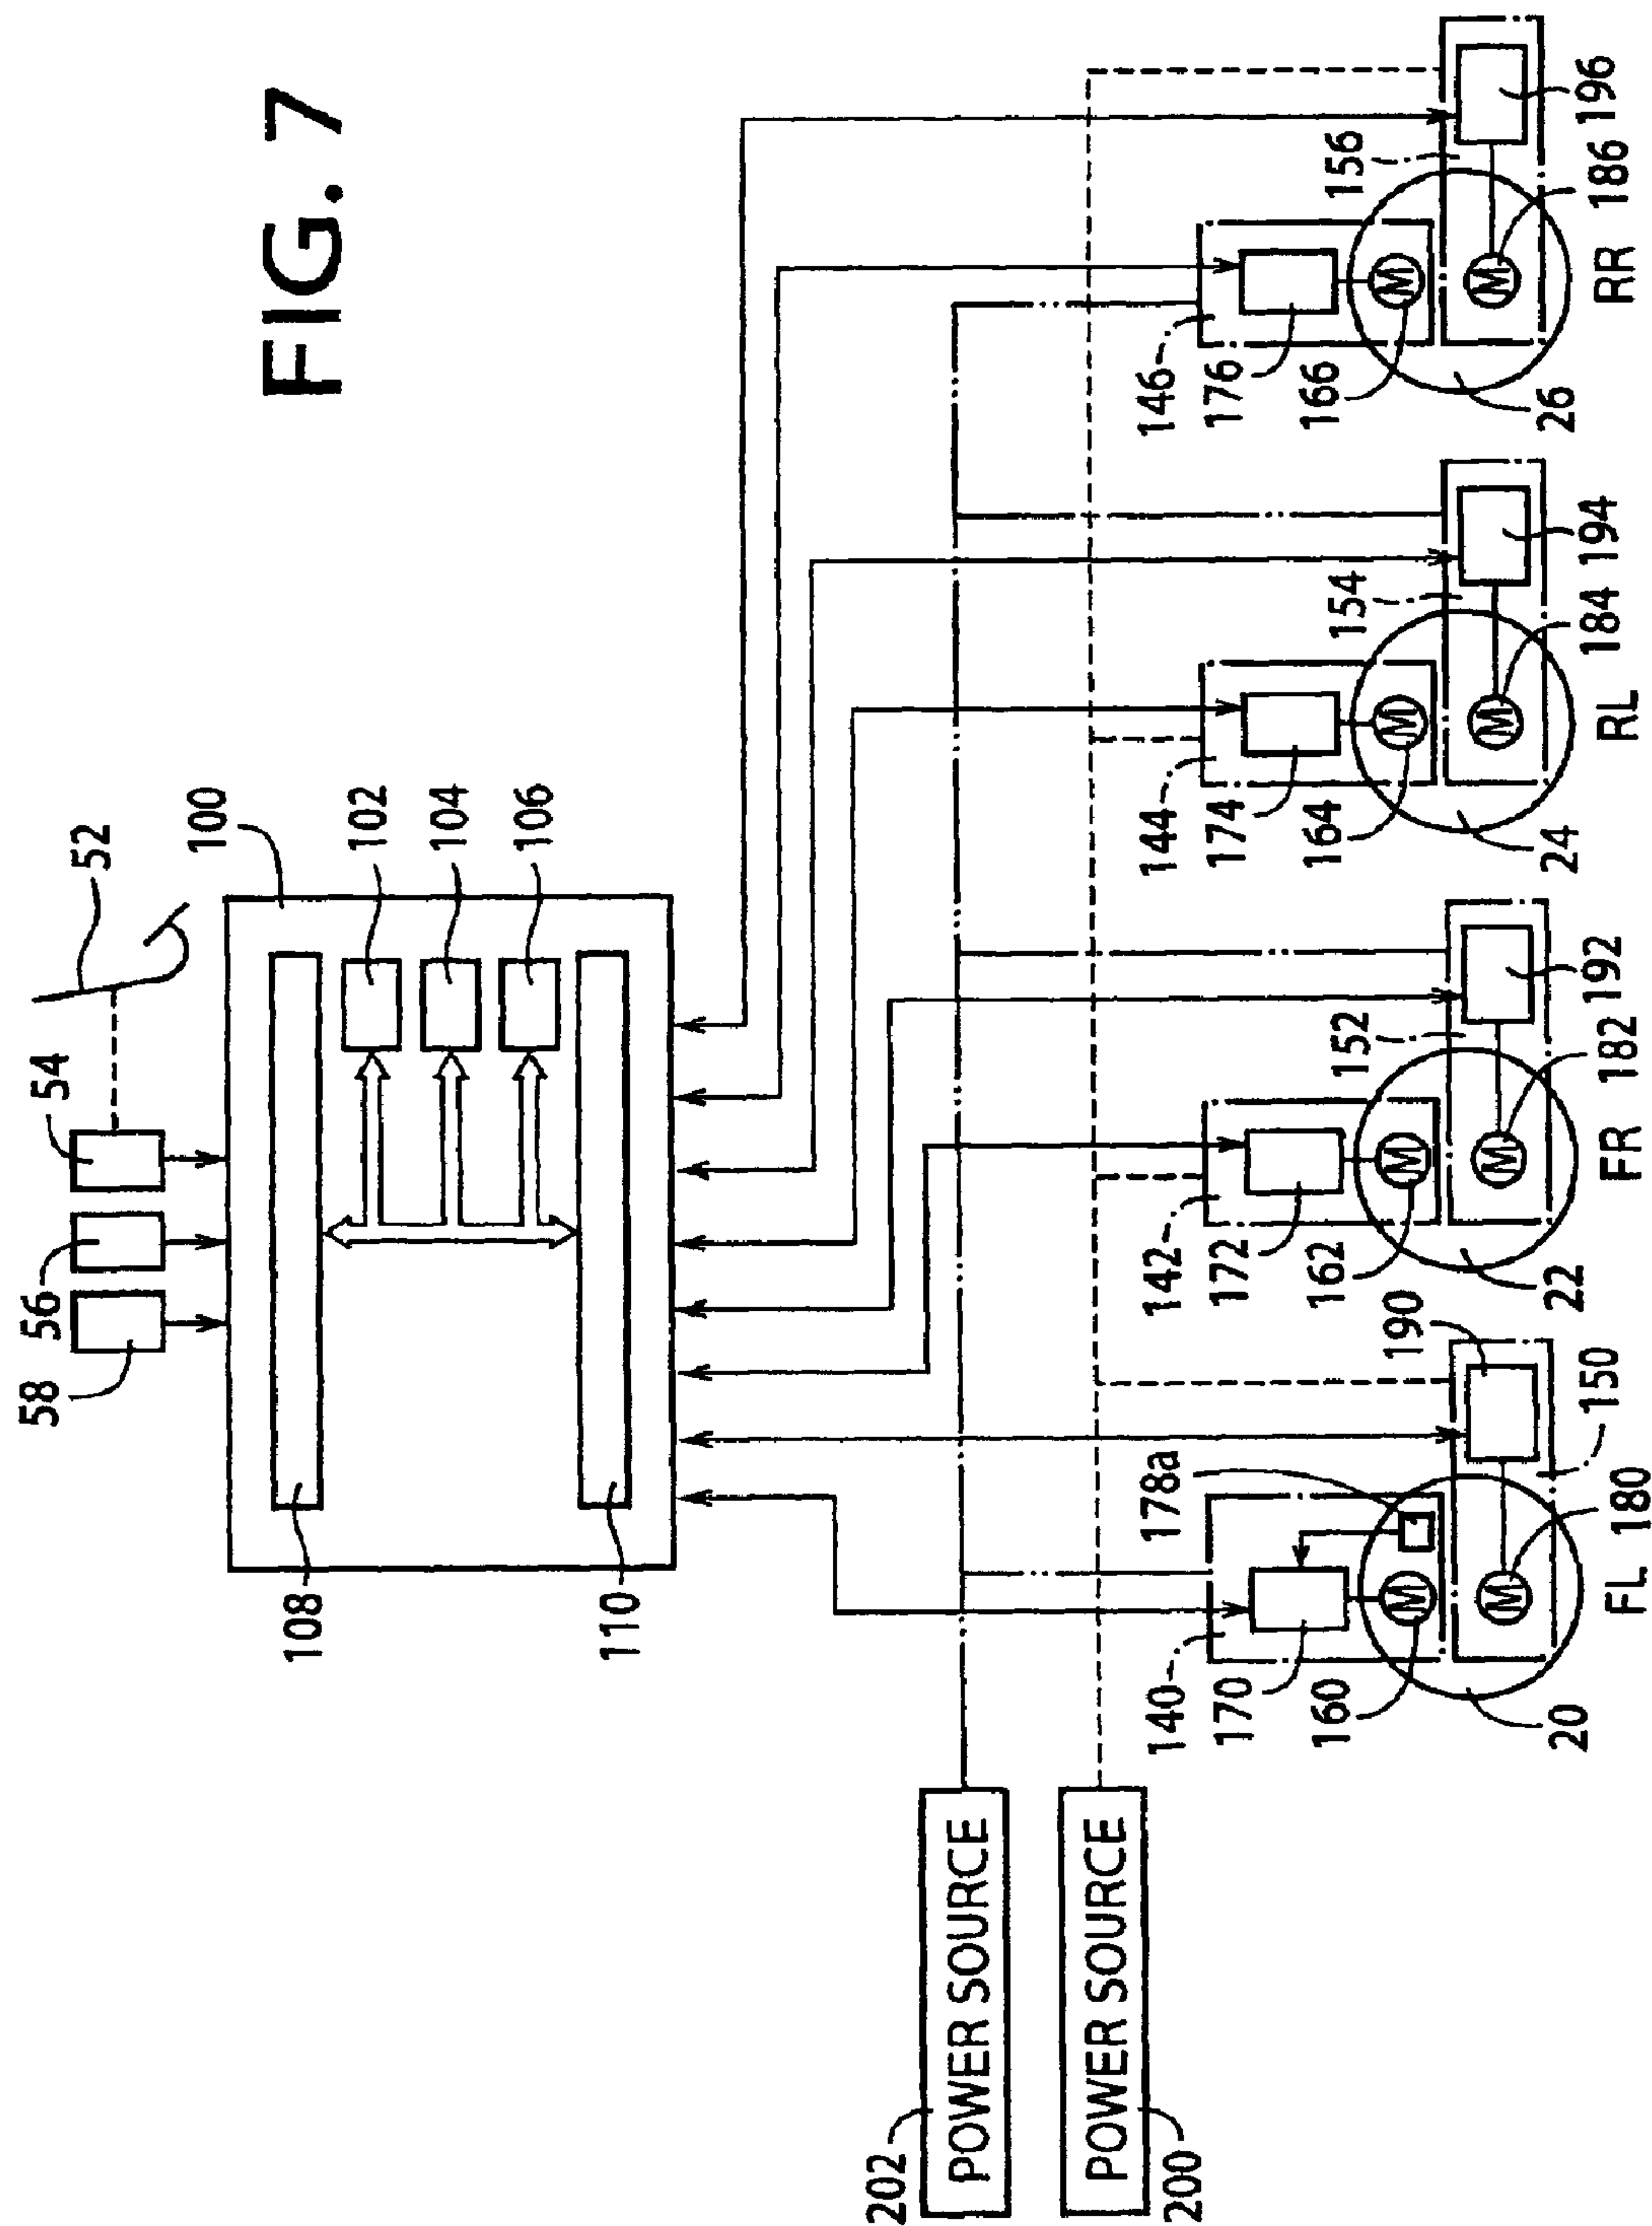 FIG. 7
52
54
56
58
100
102
104
106
108
110
202
POWER SOURCE
POWER SOURCE
200
140
170
160
20
178a
190
150
180
FL
142
172
162
22
152
192
182
FR
144
174
164
24
154
194
184
RL
146
176
166
26
156
196
186
RR
M
M
M
M
M
M
M
M